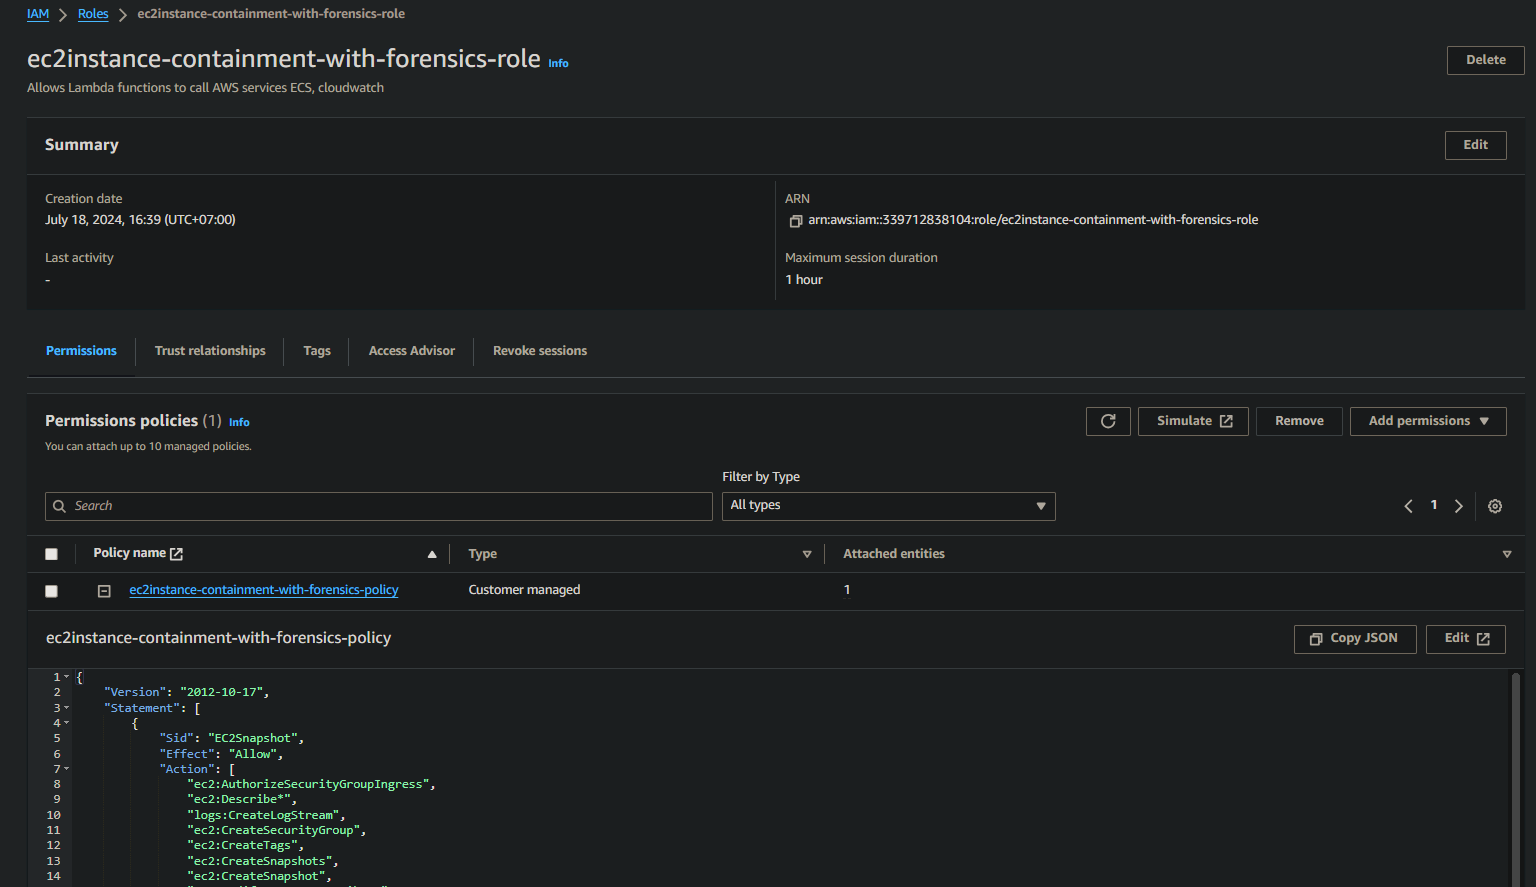 IAM > Roles > ec2instance-containment-with-forensics-role
ec2instance-containment-with-forensics-role Info
Delete
Allows Lambda functions to call AWS services ECS, cloudwatch
Summary
Edit
Creation date
July 18, 2024, 16:39 (UTC+07:00)
ARN
arn:aws:iam::339712838104:role/ec2instance-containment-with-forensics-role
Last activity
-
Maximum session duration
1 hour
Permissions
Trust relationships
Tags
Access Advisor
Revoke sessions
Permissions policies (1) Info
You can attach up to 10 managed policies.
Simulate
Remove
Add permissions
Filter by Type
Search
All types
1
Policy name
Type
Attached entities
ec2instance-containment-with-forensics-policy
Customer managed
1
ec2instance-containment-with-forensics-policy
Copy JSON
Edit
1 {
2 "Version": "2012-10-17",
3 "Statement": [
4 {
5 "Sid": "EC2Snapshot",
6 "Effect": "Allow",
7 "Action": [
8 "ec2:AuthorizeSecurityGroupIngress",
9 "ec2:Describe*",
10 "logs:CreateLogStream",
11 "ec2:CreateSecurityGroup",
12 "ec2:CreateTags",
13 "ec2:CreateSnapshots",
14 "ec2:CreateSnapshot",